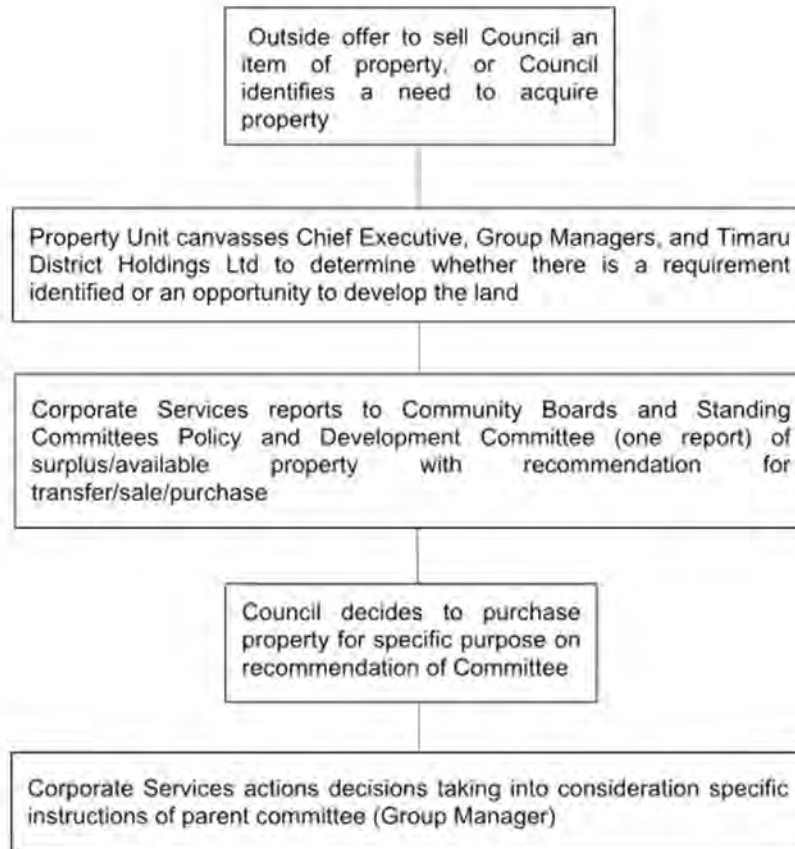 Outside offer to sell Council an
item of property, or Council
identifies a need to acquire
property
Property Unit canvasses Chief Executive, Group Managers, and Timaru
District Holdings Ltd to determine whether there is a requirement
identified or an opportunity to develop the land
Corporate Services reports to Community Boards and Standing
Committees Policy and Development Committee (one report) of
surplus/available property with recommendation for
transfer/sale/purchase
Council decides to purchase
property for specific purpose on
recommendation of Committee
Corporate Services actions decisions taking into consideration specific
instructions of parent committee (Group Manager)